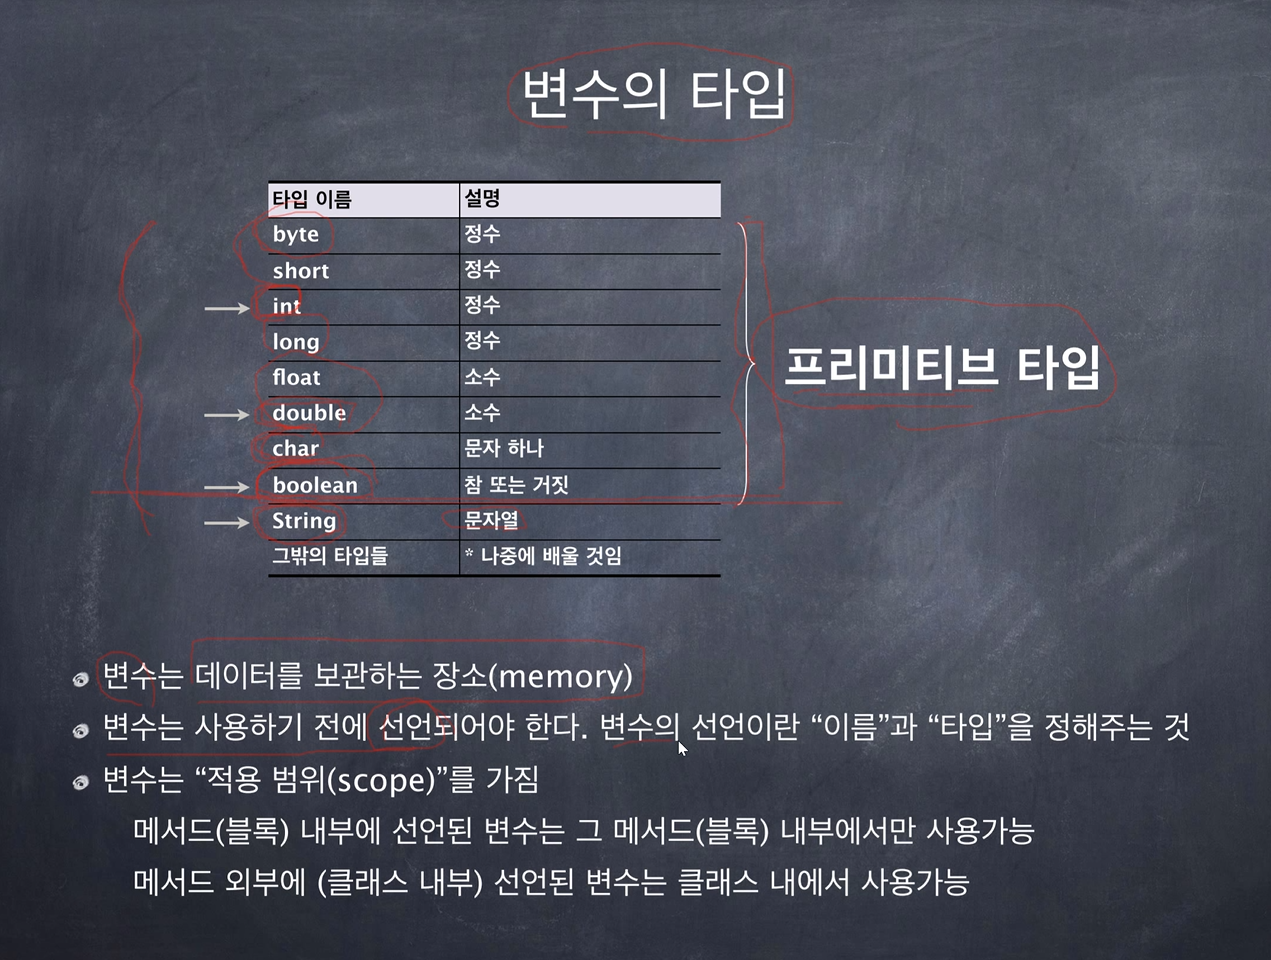 변수의 타입
타입 이름 설명
byte 정수
short 정수
int 정수
long 정수
float 소수
double 소수
char 문자 하나
boolean 참 또는 거짓
String 문자열
그밖의 타입들 * 나중에 배울 것임
프리미티브 타입
변수는 데이터를 보관하는 장소(memory)
변수는 사용하기 전에 선언되어야 한다. 변수의 선언이란 “이름”과 “타입”을 정해주는 것
변수는 “적용 범위(scope)”를 가짐
메서드(블록) 내부에 선언된 변수는 그 메서드(블록) 내부에서만 사용가능
메서드 외부에 (클래스 내부) 선언된 변수는 클래스 내에서 사용가능